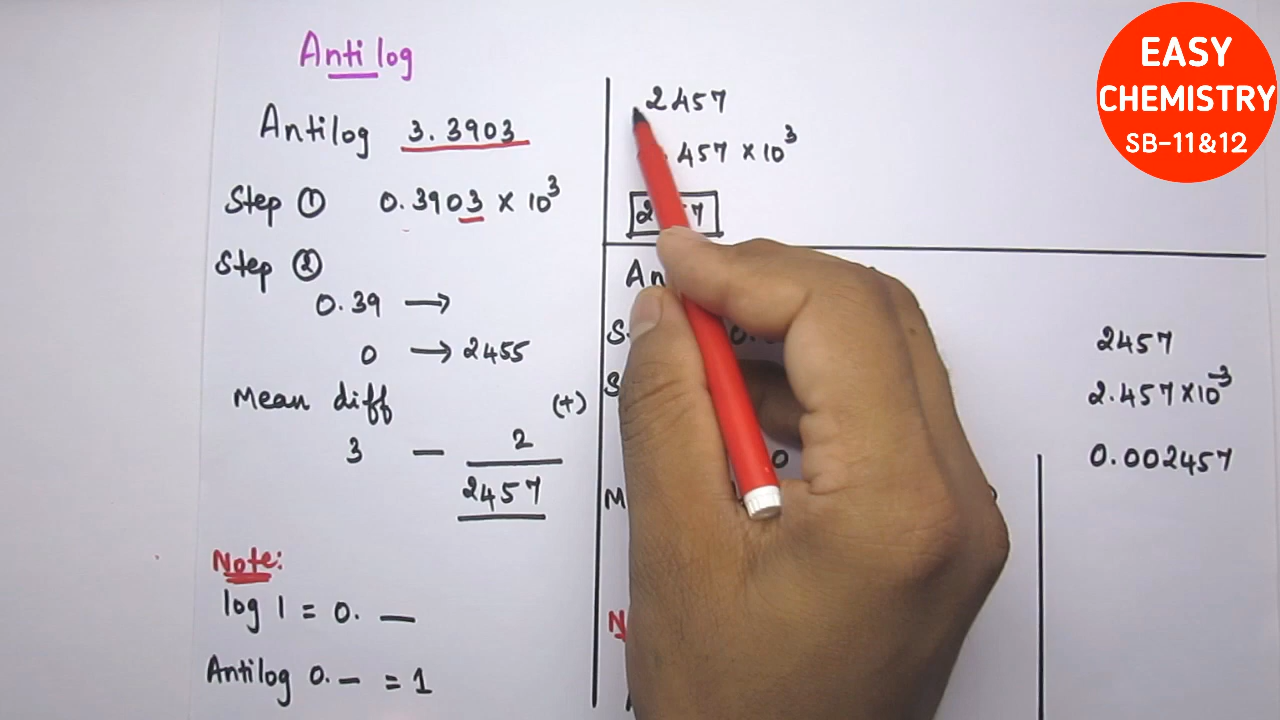 Antilog
Antilog 3.3903
Step ① 0.3903 × 10³
Step ②
0.39 →
0 → 2455
Mean diff (+)
3 — 2
2457
Note:
log 1 = 0. —
Antilog 0. — = 1
2457
457 × 10³
2457
2.457 × 10⁻³
0.002457
EASY
CHEMISTRY
SB-11&12